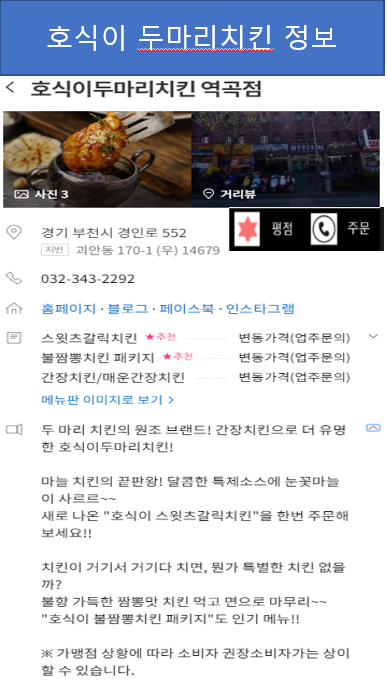 호식이 두마리치킨 정보
호식이두마리치킨 역곡점
사진 3
거리뷰
평점
주문
경기 부천시 경인로 552
지번 괴안동 170-1 (우) 14679
032-343-2292
홈페이지 · 블로그 · 페이스북 · 인스타그램
스윗츠갈릭치킨 ★추천 변동가격(업주문의)
불짬뽕치킨 패키지 ★추천 변동가격(업주문의)
간장치킨/매운간장치킨 변동가격(업주문의)
메뉴판 이미지로 보기 >
두 마리 치킨의 원조 브랜드! 간장치킨으로 더 유명
한 호식이두마리치킨!
마늘 치킨의 끝판왕! 달콤한 특제소스에 눈꽃마늘
이 사르르~~
새로 나온 "호식이 스윗츠갈릭치킨"을 한번 주문해
보세요!!
치킨이 거기서 거기다 치면, 뭔가 특별한 치킨 없을
까?
불향 가득한 짬뽕맛 치킨 먹고 면으로 마무리~~
"호식이 불짬뽕치킨 패키지"도 인기 메뉴!!
※ 가맹점 상황에 따라 소비자 권장소비자가는 상이
할 수 있습니다.